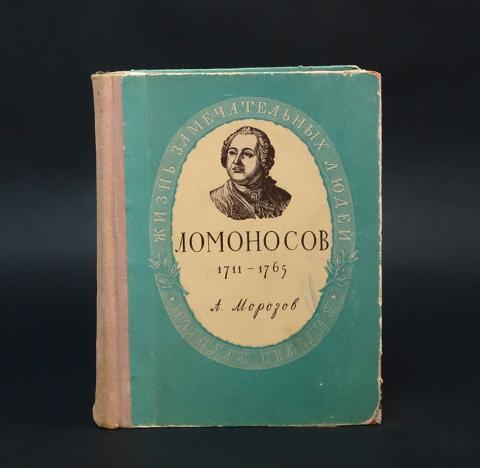 ЖИЗНЬ ЗАМЕЧАТЕЛЬНЫХ ЛЮДЕЙ
ЛОМОНОСОВ
1711 – 1765
А. Морозов
МОЛОДАЯ ГВАРДИЯ